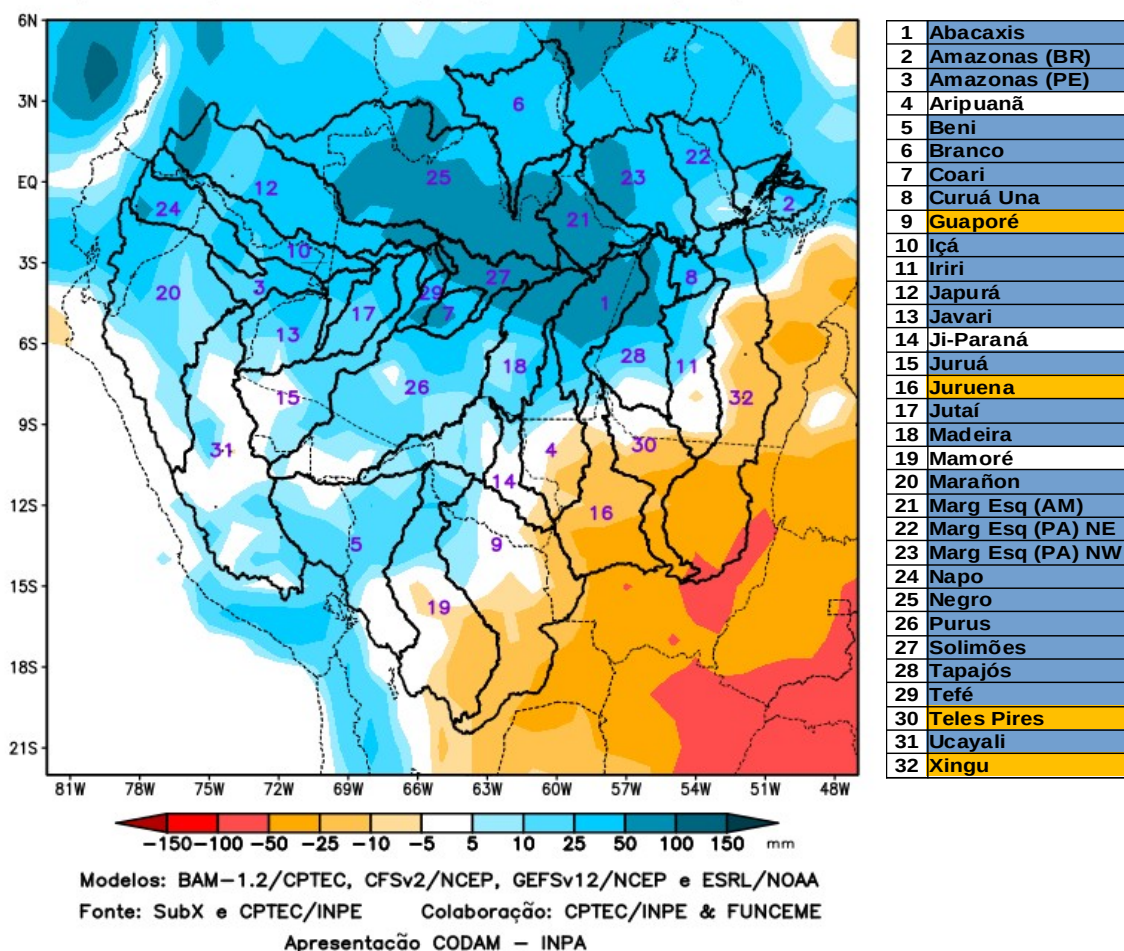 6N
3N
EQ
3S
6S
9S
12S
15S
18S
21S
81W 78W 75W 72W 69W 66W 63W 60W 57W 54W 51W 48W
6
22
25
23
12
2
24
21
10
27
3
8
20
29
7
1
17
13
28
18
11
26
15
32
30
31
4
14
16
5
9
19
-150 -100 -50 -25 -10 -5 5 10 25 50 100 150 mm
Modelos: BAM-1.2/CPTEC, CFSv2/NCEP, GEFSv12/NCEP e ESRL/NOAA
Fonte: SubX e CPTEC/INPE Colaboração: CPTEC/INPE & FUNCEME
Apresentação CODAM - INPA
1 Abacaxis
2 Amazonas (BR)
3 Amazonas (PE)
4 Aripuanã
5 Beni
6 Branco
7 Coari
8 Curuá Una
9 Guaporé
10 Içá
11 Iriri
12 Japurá
13 Javari
14 Ji-Paraná
15 Juruá
16 Juruena
17 Jutaí
18 Madeira
19 Mamoré
20 Marañon
21 Marg Esq (AM)
22 Marg Esq (PA) NE
23 Marg Esq (PA) NW
24 Napo
25 Negro
26 Purus
27 Solimões
28 Tapajós
29 Tefé
30 Teles Pires
31 Ucayali
32 Xingu